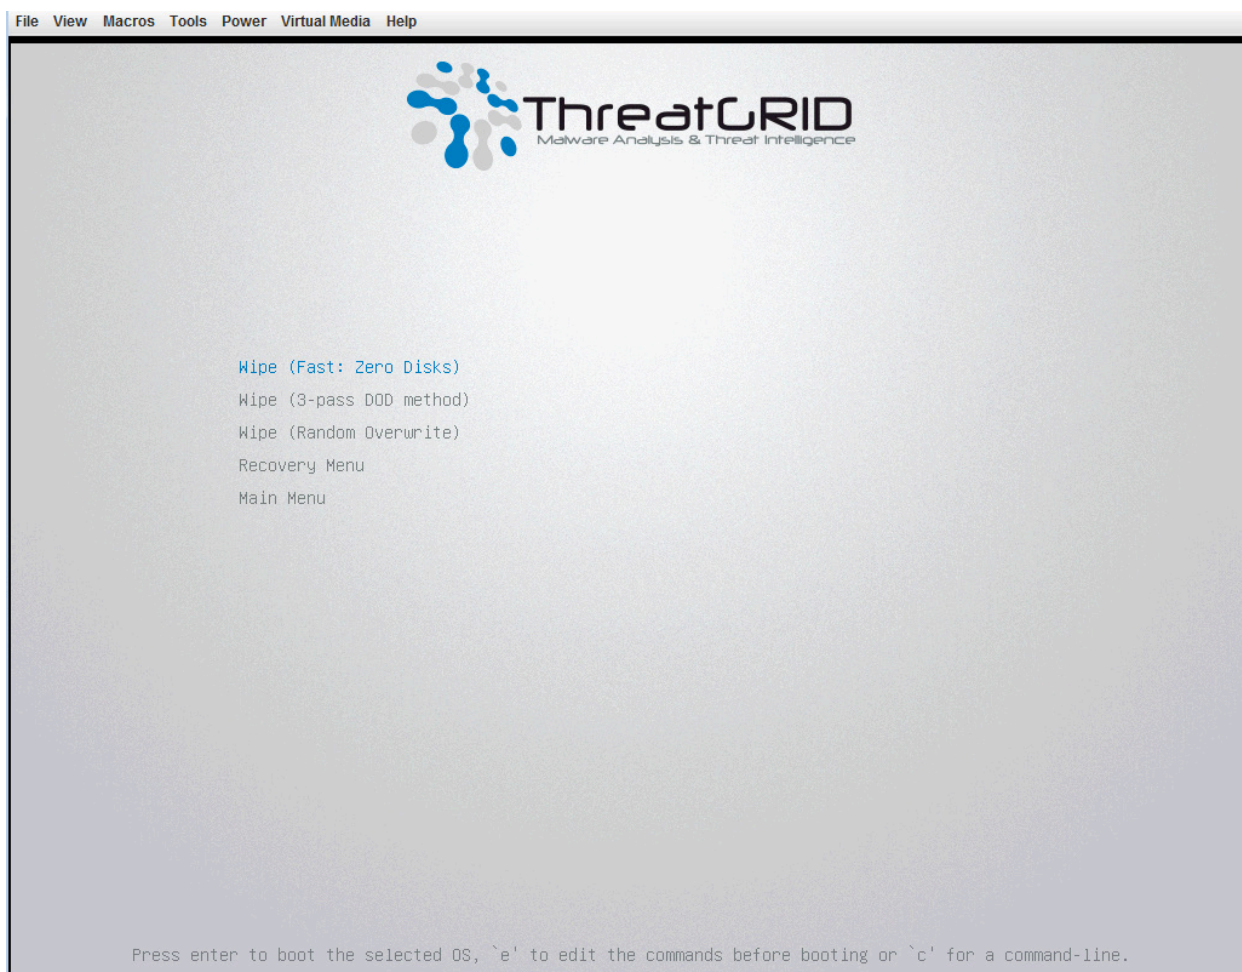 File View Macros Tools Power Virtual Media Help
ThreatGRID
Malware Analysis & Threat Intelligence
Wipe (Fast: Zero Disks)
Wipe (3-pass DOD method)
Wipe (Random Overwrite)
Recovery Menu
Main Menu
Press enter to boot the selected OS, `e' to edit the commands before booting or `c' for a command-line.